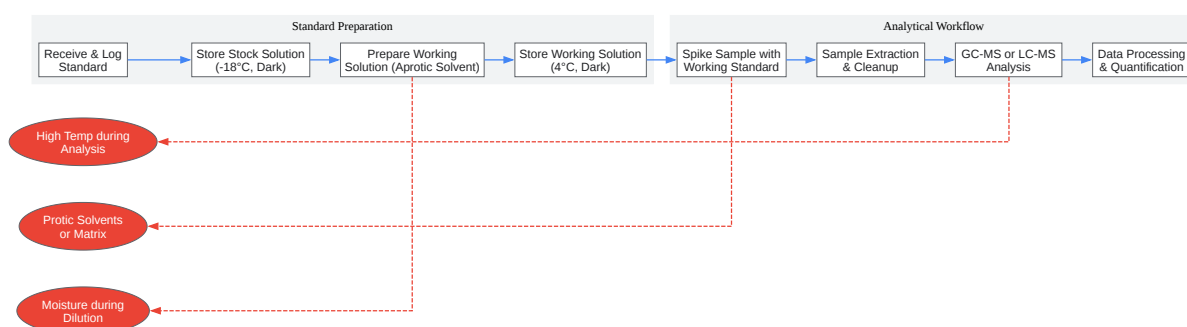 Standard Preparation
Analytical Workflow
Receive & Log
Standard
Store Stock Solution
(-18°C, Dark)
Prepare Working
Solution (Aprotic Solvent)
Store Working Solution
(4°C, Dark)
Spike Sample with
Working Standard
Sample Extraction
& Cleanup
GC-MS or LC-MS
Analysis
Data Processing
& Quantification
High Temp during
Analysis
Protic Solvents
or Matrix
Moisture during
Dilution